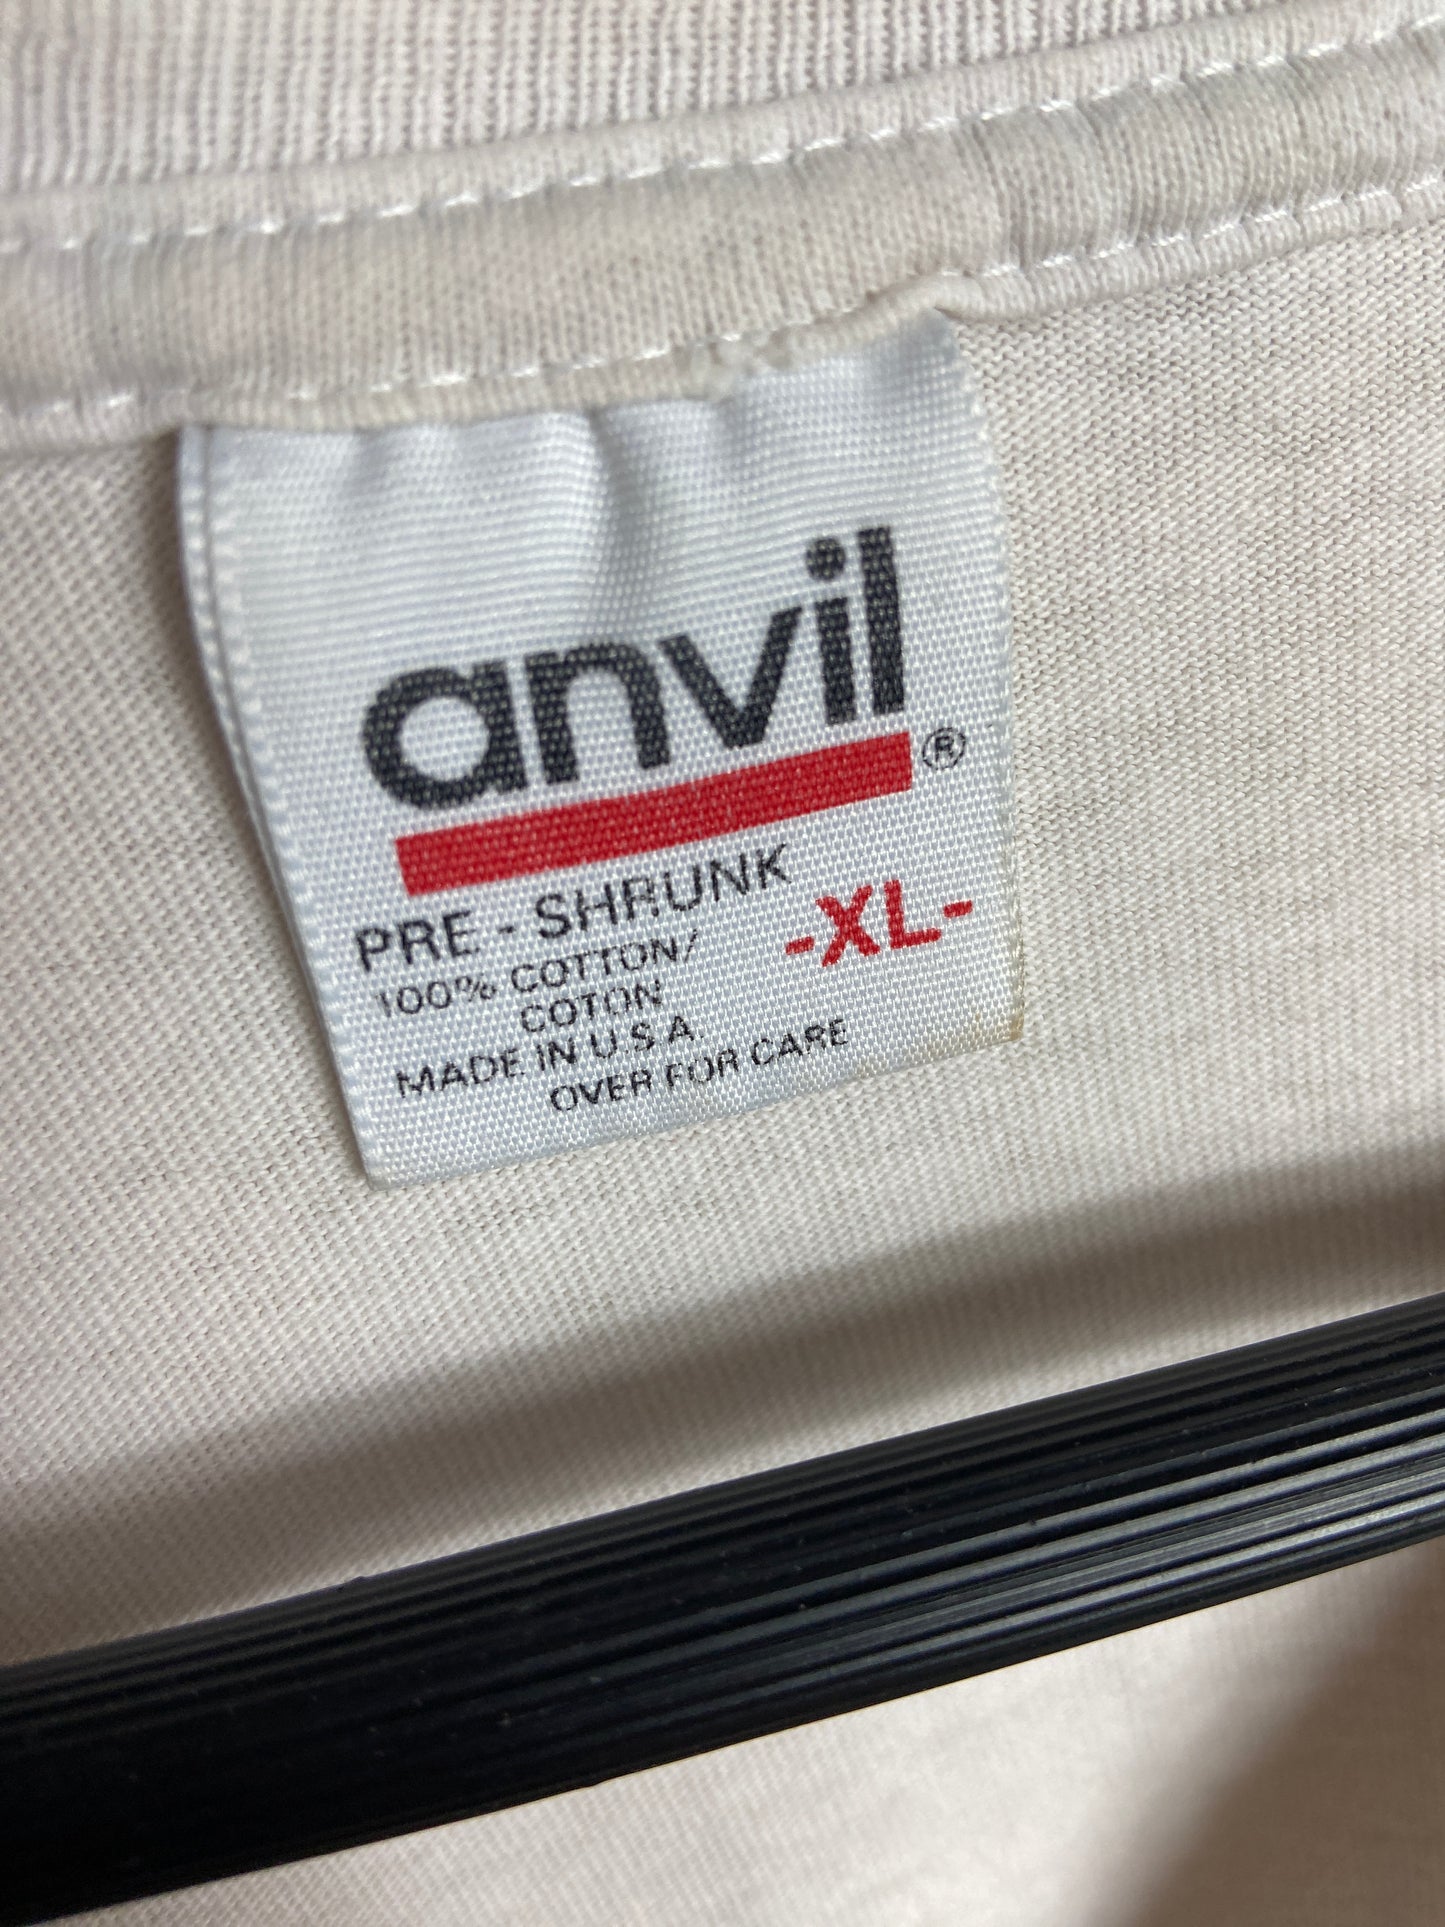 anvil®
PRE-SHRUNK
-XL-
100% COTTON/
COTON
MADE IN U.S.A.
OVER FOR CARE